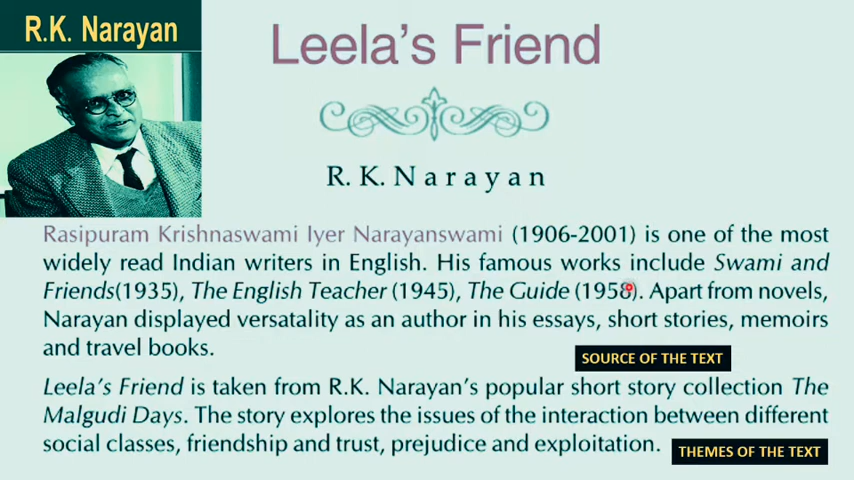 R.K. Narayan
Leela's Friend
R. K. Narayan
Rasipuram Krishnaswami Iyer Narayanswami (1906-2001) is one of the most
widely read Indian writers in English. His famous works include Swami and
Friends(1935), The English Teacher (1945), The Guide (1958). Apart from novels,
Narayan displayed versatality as an author in his essays, short stories, memoirs
and travel books.
SOURCE OF THE TEXT
Leela's Friend is taken from R.K. Narayan's popular short story collection The
Malgudi Days. The story explores the issues of the interaction between different
social classes, friendship and trust, prejudice and exploitation.
THEMES OF THE TEXT